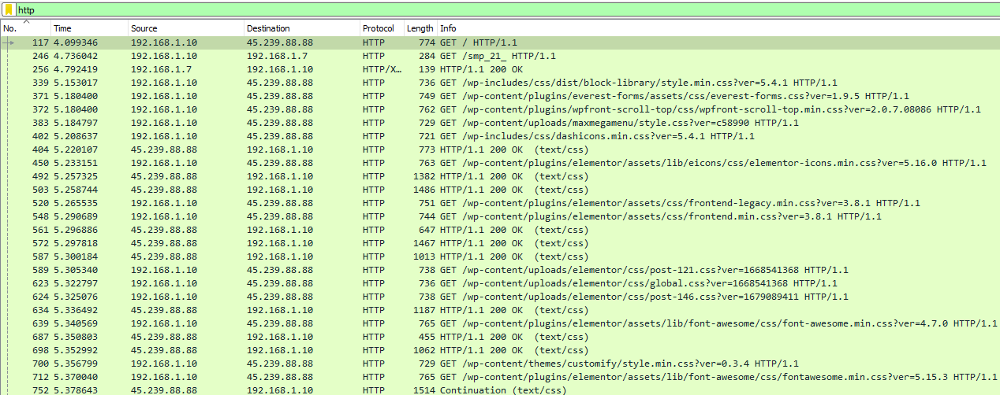 http
No. Time Source Destination Protocol Length Info
117 4.099346 192.168.1.10 45.239.88.88 HTTP 774 GET / HTTP/1.1
246 4.736042 192.168.1.10 192.168.1.7 HTTP 284 GET /smp_21_ HTTP/1.1
256 4.792419 192.168.1.7 192.168.1.10 HTTP/X… 139 HTTP/1.1 200 OK
339 5.153017 192.168.1.10 45.239.88.88 HTTP 736 GET /wp-includes/css/dist/block-library/style.min.css?ver=5.4.1 HTTP/1.1
371 5.180400 192.168.1.10 45.239.88.88 HTTP 749 GET /wp-content/plugins/everest-forms/assets/css/everest-forms.css?ver=1.9.5 HTTP/1.1
372 5.180400 192.168.1.10 45.239.88.88 HTTP 762 GET /wp-content/plugins/wpfront-scroll-top/css/wpfront-scroll-top.min.css?ver=2.0.7.08086 HTTP/1.1
383 5.184797 192.168.1.10 45.239.88.88 HTTP 729 GET /wp-content/uploads/maxmegamenu/style.css?ver=c58990 HTTP/1.1
402 5.208637 192.168.1.10 45.239.88.88 HTTP 721 GET /wp-includes/css/dashicons.min.css?ver=5.4.1 HTTP/1.1
404 5.220107 45.239.88.88 192.168.1.10 HTTP 773 HTTP/1.1 200 OK (text/css)
450 5.233151 192.168.1.10 45.239.88.88 HTTP 763 GET /wp-content/plugins/elementor/assets/lib/eicons/css/elementor-icons.min.css?ver=5.16.0 HTTP/1.1
492 5.257325 45.239.88.88 192.168.1.10 HTTP 1382 HTTP/1.1 200 OK (text/css)
503 5.258744 45.239.88.88 192.168.1.10 HTTP 1486 HTTP/1.1 200 OK (text/css)
520 5.265535 192.168.1.10 45.239.88.88 HTTP 751 GET /wp-content/plugins/elementor/assets/css/frontend-legacy.min.css?ver=3.8.1 HTTP/1.1
548 5.290689 192.168.1.10 45.239.88.88 HTTP 744 GET /wp-content/plugins/elementor/assets/css/frontend.min.css?ver=3.8.1 HTTP/1.1
561 5.296886 45.239.88.88 192.168.1.10 HTTP 647 HTTP/1.1 200 OK (text/css)
572 5.297818 45.239.88.88 192.168.1.10 HTTP 1467 HTTP/1.1 200 OK (text/css)
587 5.300184 45.239.88.88 192.168.1.10 HTTP 1013 HTTP/1.1 200 OK (text/css)
589 5.305340 192.168.1.10 45.239.88.88 HTTP 738 GET /wp-content/uploads/elementor/css/post-121.css?ver=1668541368 HTTP/1.1
623 5.322797 192.168.1.10 45.239.88.88 HTTP 736 GET /wp-content/uploads/elementor/css/global.css?ver=1668541368 HTTP/1.1
624 5.325076 192.168.1.10 45.239.88.88 HTTP 738 GET /wp-content/uploads/elementor/css/post-146.css?ver=1679089411 HTTP/1.1
634 5.336492 45.239.88.88 192.168.1.10 HTTP 1187 HTTP/1.1 200 OK (text/css)
639 5.340569 192.168.1.10 45.239.88.88 HTTP 765 GET /wp-content/plugins/elementor/assets/lib/font-awesome/css/font-awesome.min.css?ver=4.7.0 HTTP/1.1
687 5.350803 45.239.88.88 192.168.1.10 HTTP 455 HTTP/1.1 200 OK (text/css)
698 5.352992 45.239.88.88 192.168.1.10 HTTP 1062 HTTP/1.1 200 OK (text/css)
700 5.356799 192.168.1.10 45.239.88.88 HTTP 729 GET /wp-content/themes/customify/style.min.css?ver=0.3.4 HTTP/1.1
712 5.370040 192.168.1.10 45.239.88.88 HTTP 765 GET /wp-content/plugins/elementor/assets/lib/font-awesome/css/fontawesome.min.css?ver=5.15.3 HTTP/1.1
752 5.378643 45.239.88.88 192.168.1.10 HTTP 1514 Continuation (text/css)